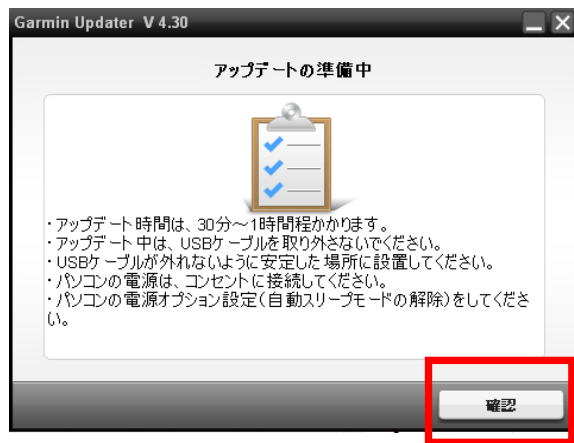 Garmin Updater V 4.30
アップデートの準備中
・アップデート時間は、30分～1時間程かかります。
・アップデート中は、USBケーブルを取り外さないでください。
・USBケーブルが外れないように安定した場所に設置してください。
・パソコンの電源は、コンセントに接続してください。
・パソコンの電源オプション設定(自動スリープモードの解除)をしてくださ
い。
確認